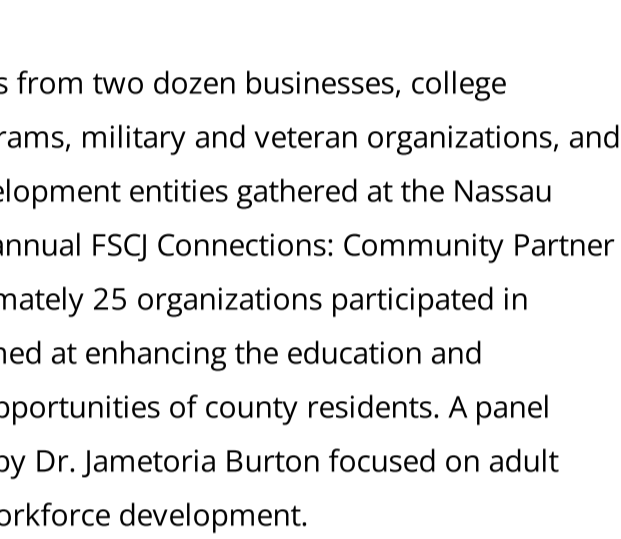 s from two dozen businesses, college
rams, military and veteran organizations, and
elopment entities gathered at the Nassau
annual FSCJ Connections: Community Partner
mately 25 organizations participated in
ned at enhancing the education and
pportunities of county residents. A panel
by Dr. Jametoria Burton focused on adult
orkforce development.